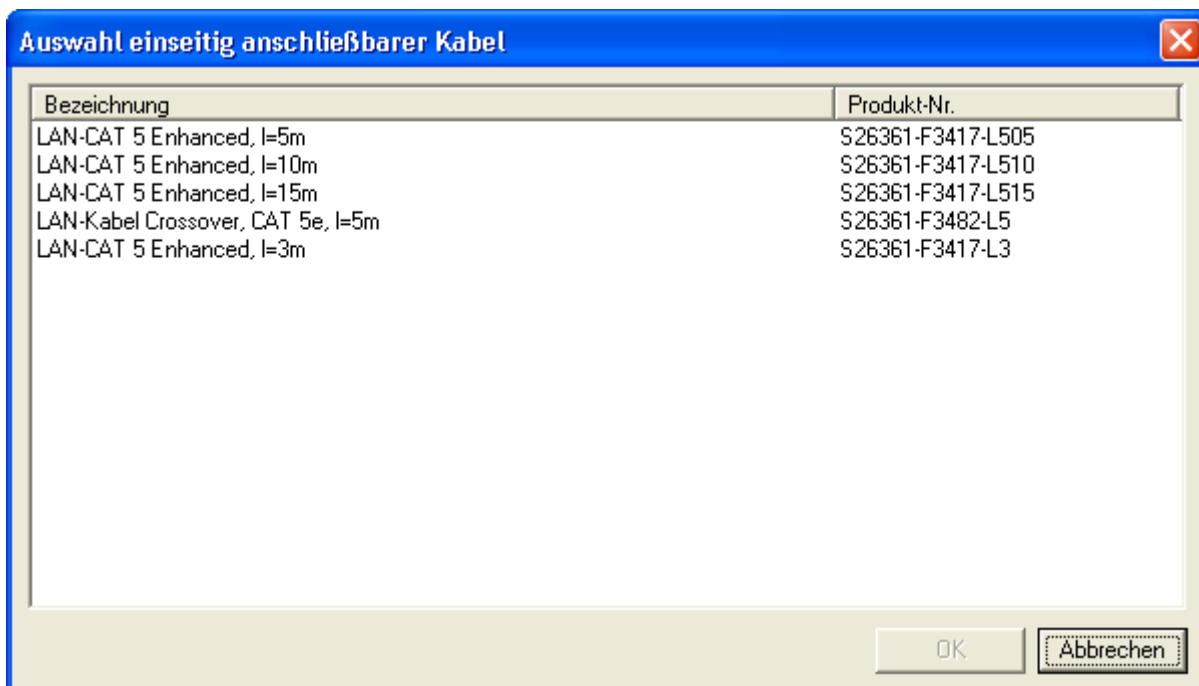 Auswahl einseitig anschließbarer Kabel
Bezeichnung Produkt-Nr.
LAN-CAT 5 Enhanced, l=5m S26361-F3417-L505
LAN-CAT 5 Enhanced, l=10m S26361-F3417-L510
LAN-CAT 5 Enhanced, l=15m S26361-F3417-L515
LAN-Kabel Crossover, CAT 5e, l=5m S26361-F3482-L5
LAN-CAT 5 Enhanced, l=3m S26361-F3417-L3
OK Abbrechen